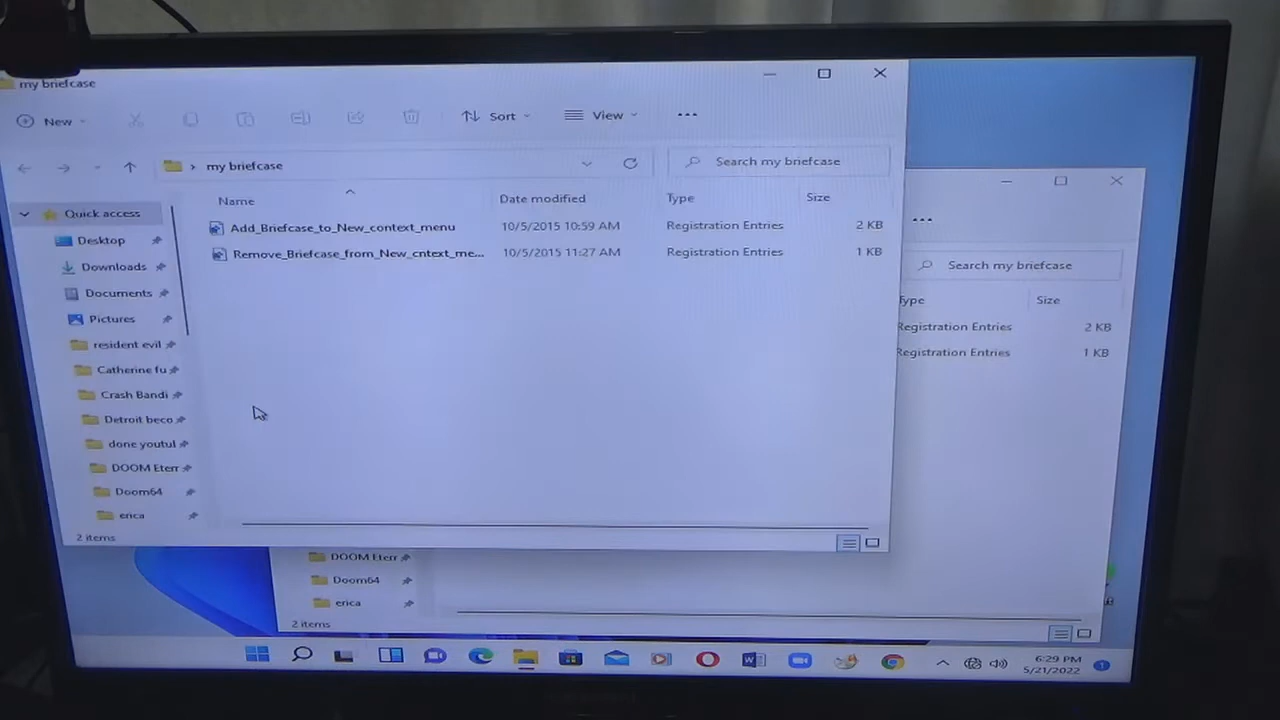 my briefcase
New
Sort
View
my briefcase
Search my briefcase
Name
Date modified
Type
Size
Quick access
Add_Briefcase_to_New_context_menu
10/5/2015 10:59 AM
Registration Entries
2 KB
Remove_Briefcase_from_New_cntext_me...
10/5/2015 11:27 AM
Registration Entries
1 KB
Desktop
Downloads
Documents
Pictures
resident evil
Catherine fu
Crash Bandi
Detroit beco
done youtul
DOOM Eterr
Doom64
erica
2 items
Search my briefcase
Type
Size
Registration Entries
2 KB
Registration Entries
1 KB
DOOM Eterr
Doom64
erica
2 items
6:29 PM
5/21/2022
1